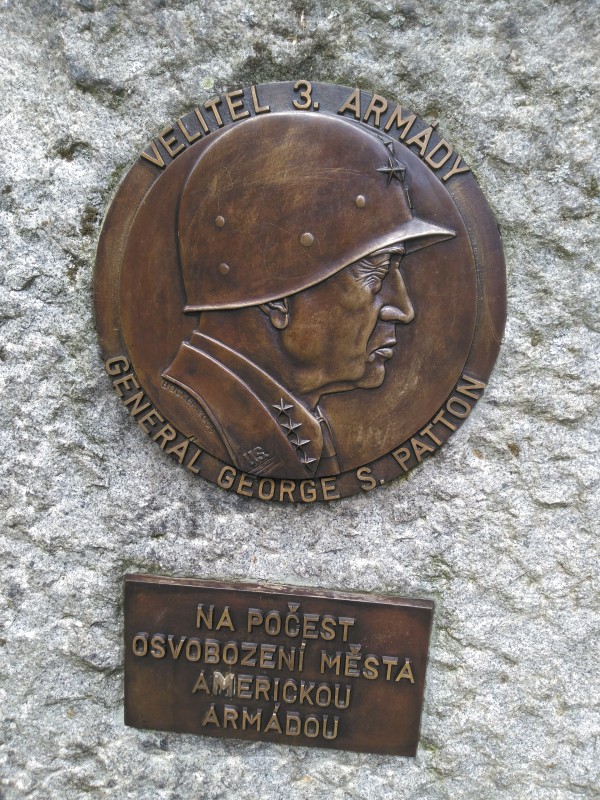 VELITEL 3. ARMÁDY
GENERÁL GEORGE S. PATTON
U.S.
NA POČEST
OSVOBOZENÍ MĚSTA
AMERICKOU
ARMÁDOU